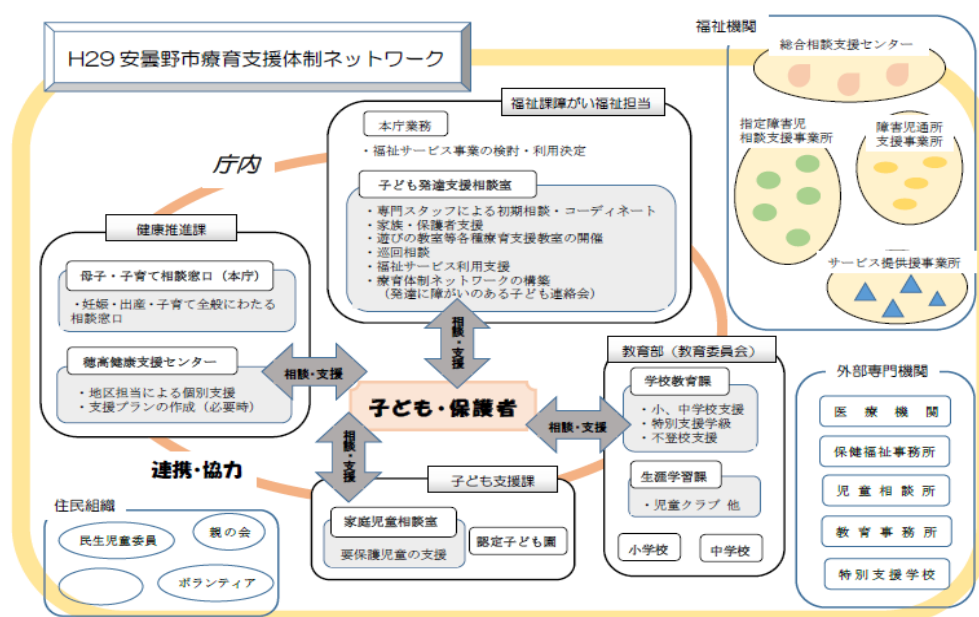 H29 安曇野市療育支援体制ネットワーク
庁内
福祉課障がい福祉担当
本庁業務
・福祉サービス事業の検討・利用決定
子ども発達支援相談室
・専門スタッフによる初期相談・コーディネート
・家族・保護者支援
・遊びの教室等各種療育支援教室の開催
・巡回相談
・福祉サービス利用支援
・療育体制ネットワークの構築
（発達に障がいのある子ども連絡会）
健康推進課
母子・子育て相談窓口（本庁）
・妊娠・出産・子育て全般にわたる
相談窓口
穂高健康支援センター
・地区担当による個別支援
・支援プランの作成（必要時）
相談・支援
相談・支援
相談・支援
相談・支援
子ども・保護者
教育部（教育委員会）
学校教育課
・小、中学校支援
・特別支援学級
・不登校支援
生涯学習課
・児童クラブ 他
小学校
中学校
連携・協力
子ども支援課
家庭児童相談室
要保護児童の支援
認定子ども園
住民組織
民生児童委員
親の会
ボランティア
福祉機関
総合相談支援センター
指定障害児
相談支援事業所
障害児通所
支援事業所
サービス提供援事業所
外部専門機関
医療機関
保健福祉事務所
児童相談所
教育事務所
特別支援学校